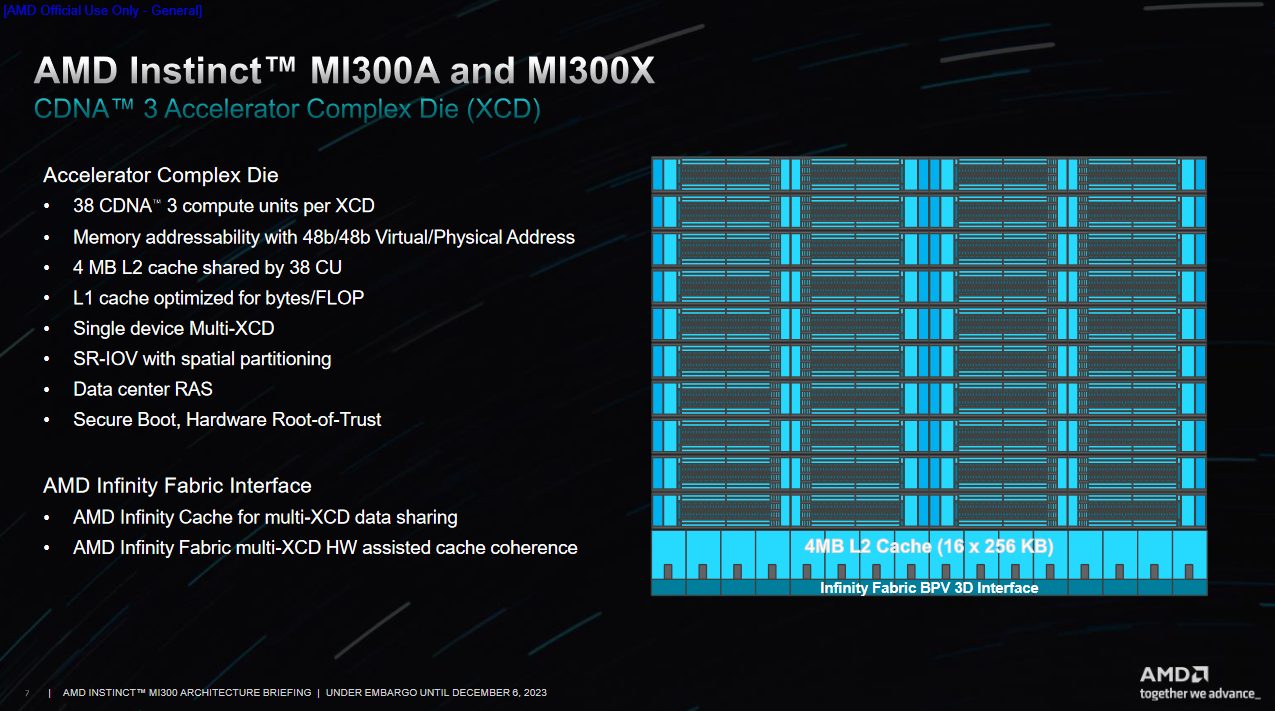 [AMD Official Use Only - General]
AMD Instinct™ MI300A and MI300X
CDNA™ 3 Accelerator Complex Die (XCD)
Accelerator Complex Die
• 38 CDNA™ 3 compute units per XCD
• Memory addressability with 48b/48b Virtual/Physical Address
• 4 MB L2 cache shared by 38 CU
• L1 cache optimized for bytes/FLOP
• Single device Multi-XCD
• SR-IOV with spatial partitioning
• Data center RAS
• Secure Boot, Hardware Root-of-Trust
AMD Infinity Fabric Interface
• AMD Infinity Cache for multi-XCD data sharing
• AMD Infinity Fabric multi-XCD HW assisted cache coherence
4MB L2 Cache (16 x 256 KB)
Infinity Fabric BPV 3D Interface
7 | AMD INSTINCT™ MI300 ARCHITECTURE BRIEFING | UNDER EMBARGO UNTIL DECEMBER 6, 2023
AMD
together we advance_